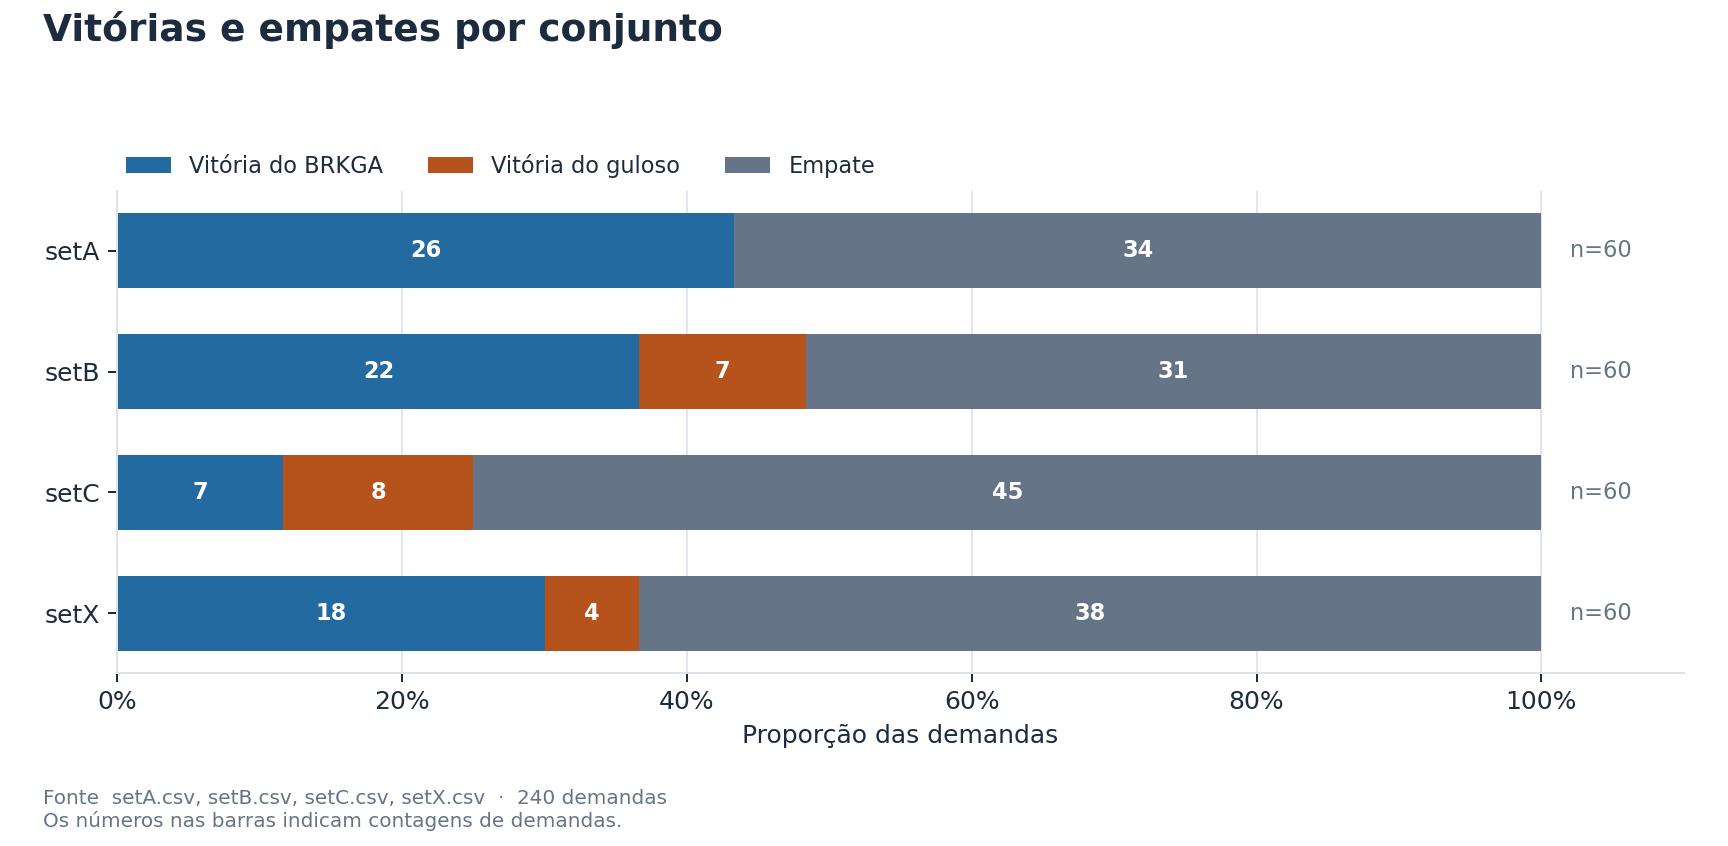 Vitórias e empates por conjunto
Vitória do BRKGA Vitória do guloso Empate
setA 26 34 n=60
setB 22 7 31 n=60
setC 7 8 45 n=60
setX 18 4 38 n=60
0% 20% 40% 60% 80% 100%
Proporção das demandas
Fonte setA.csv, setB.csv, setC.csv, setX.csv · 240 demandas
Os números nas barras indicam contagens de demandas.